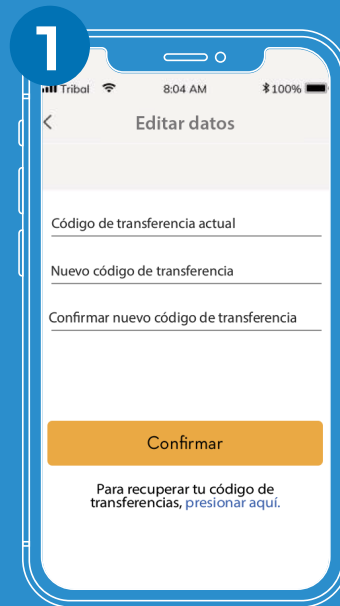 1
Tribal 8:04 AM 100%
Editar datos
Código de transferencia actual
Nuevo código de transferencia
Confirmar nuevo código de transferencia
Confirmar
Para recuperar tu código de
transferencias, presionar aquí.